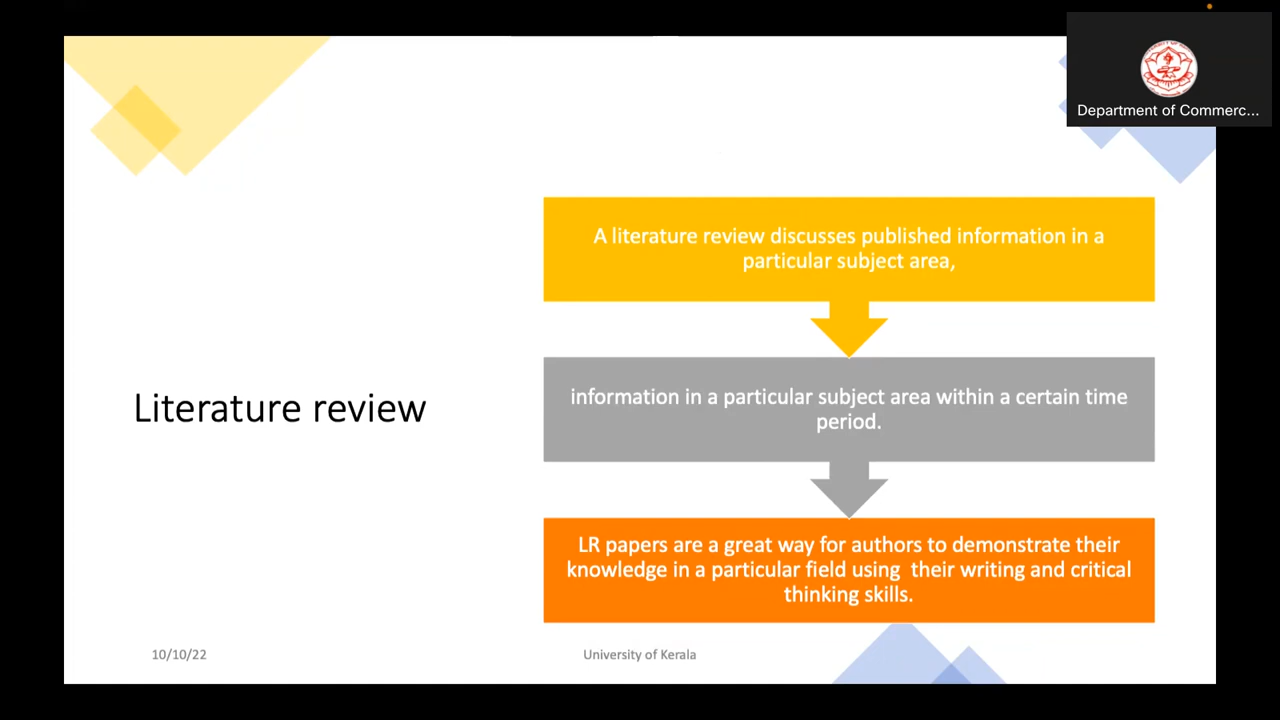 Department of Commerc...
A literature review discusses published information in a
particular subject area,
information in a particular subject area within a certain time
period.
Literature review
LR papers are a great way for authors to demonstrate their
knowledge in a particular field using  their writing and critical
thinking skills.
10/10/22
University of Kerala